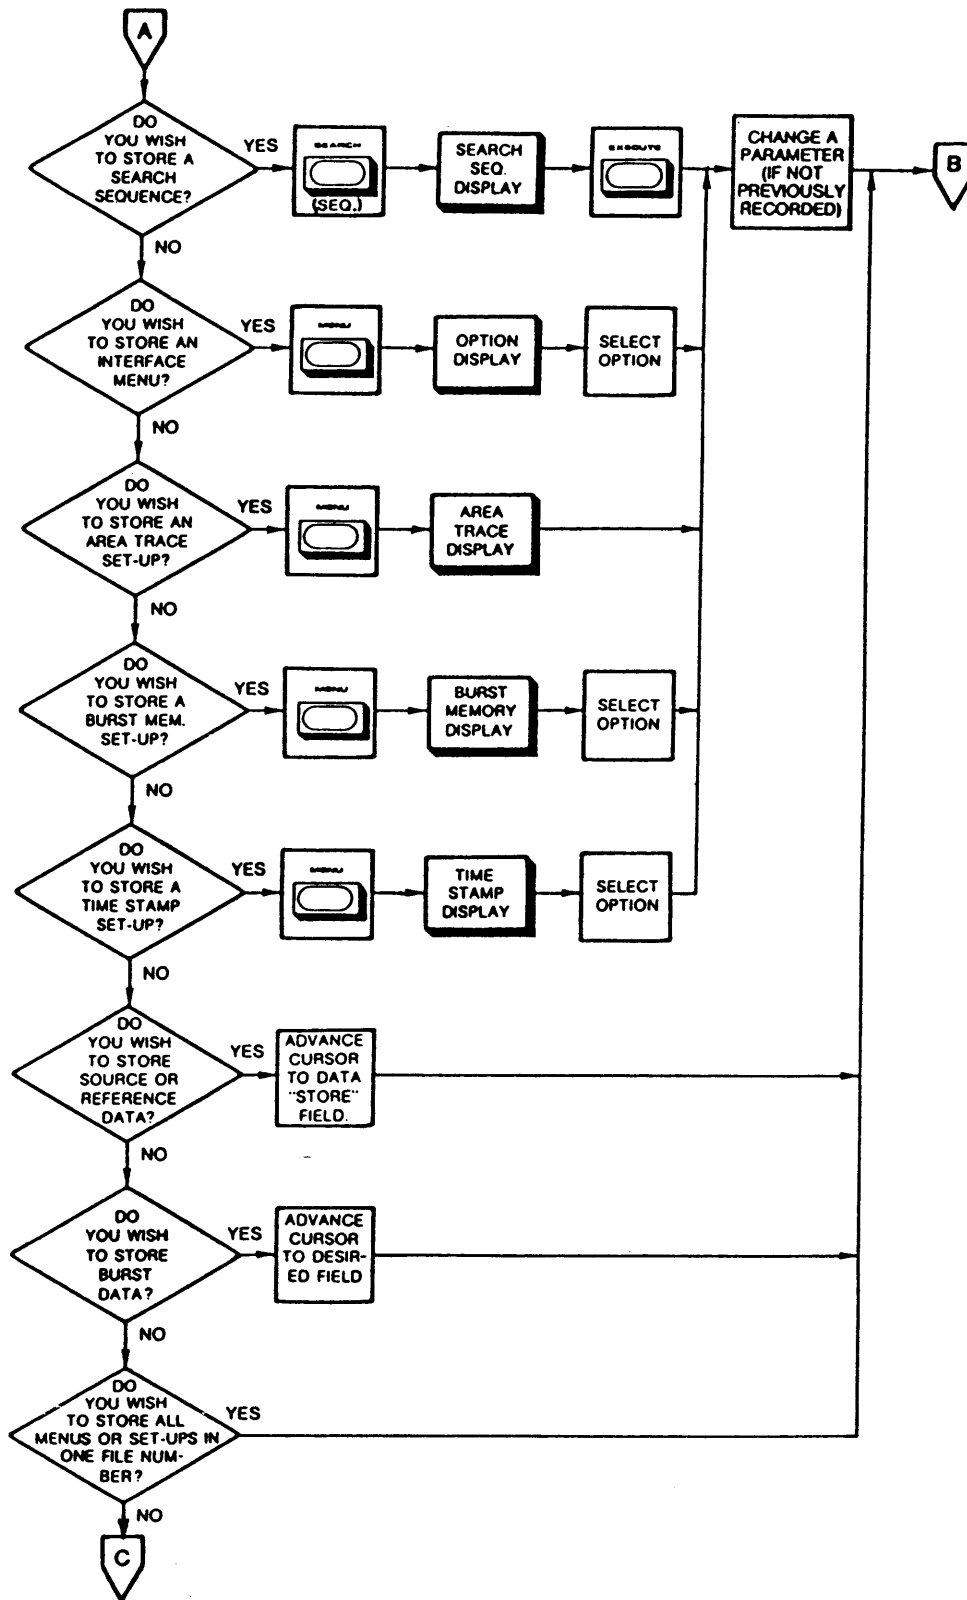 A
DO
YOU WISH
TO STORE A
SEARCH
SEQUENCE?
YES
SEARCH
(SEQ.)
SEARCH
SEQ.
DISPLAY
EXECUTE
CHANGE A
PARAMETER
(IF NOT
PREVIOUSLY
RECORDED)
B
NO
DO
YOU WISH
TO STORE AN
INTERFACE
MENU?
YES
MENU
OPTION
DISPLAY
SELECT
OPTION
NO
DO
YOU WISH
TO STORE AN
AREA TRACE
SET-UP?
YES
MENU
AREA
TRACE
DISPLAY
NO
DO
YOU WISH
TO STORE A
BURST MEM.
SET-UP?
YES
MENU
BURST
MEMORY
DISPLAY
SELECT
OPTION
NO
DO
YOU WISH
TO STORE A
TIME STAMP
SET-UP?
YES
MENU
TIME
STAMP
DISPLAY
SELECT
OPTION
NO
DO
YOU WISH
TO STORE
SOURCE OR
REFERENCE
DATA?
YES
ADVANCE
CURSOR
TO DATA
"STORE"
FIELD.
NO
DO
YOU WISH
TO STORE
BURST
DATA?
YES
ADVANCE
CURSOR
TO DESIR-
ED FIELD
NO
DO
YOU WISH
TO STORE ALL
MENUS OR SET-UPS IN
ONE FILE NUM-
BER?
YES
NO
C